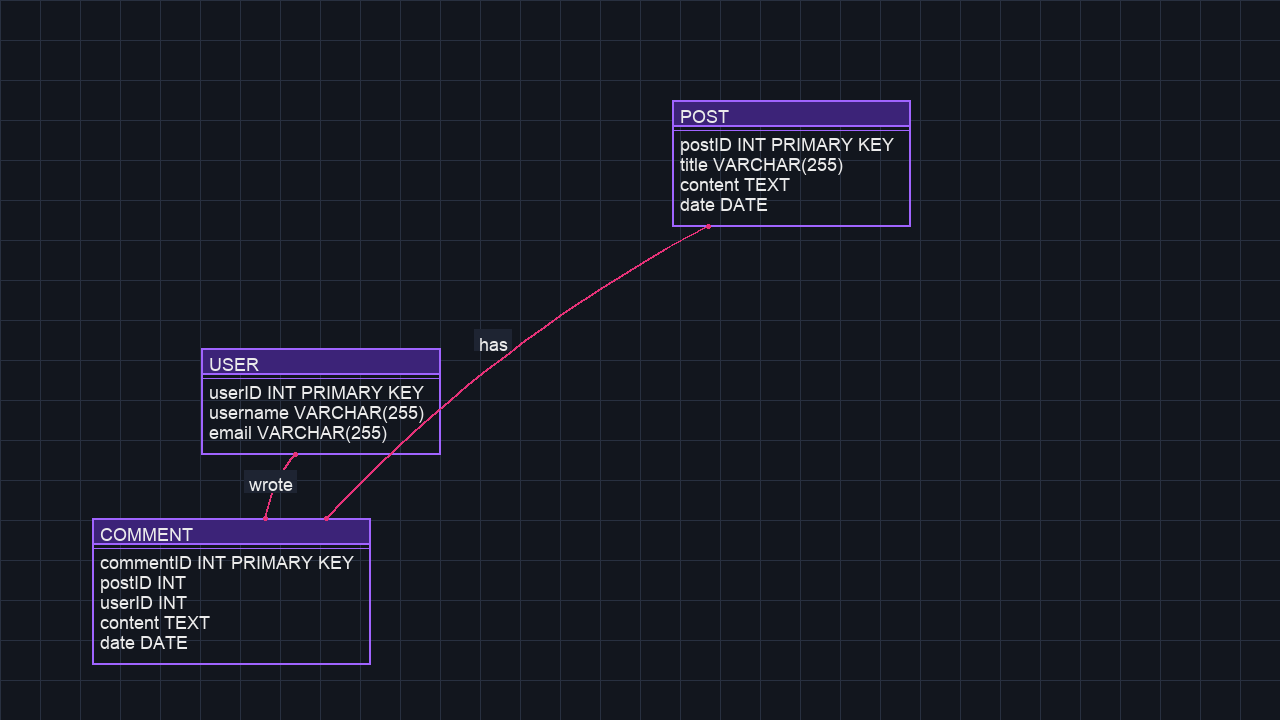 POST
postID INT PRIMARY KEY
title VARCHAR(255)
content TEXT
date DATE
has
USER
userID INT PRIMARY KEY
username VARCHAR(255)
email VARCHAR(255)
wrote
COMMENT
commentID INT PRIMARY KEY
postID INT
userID INT
content TEXT
date DATE